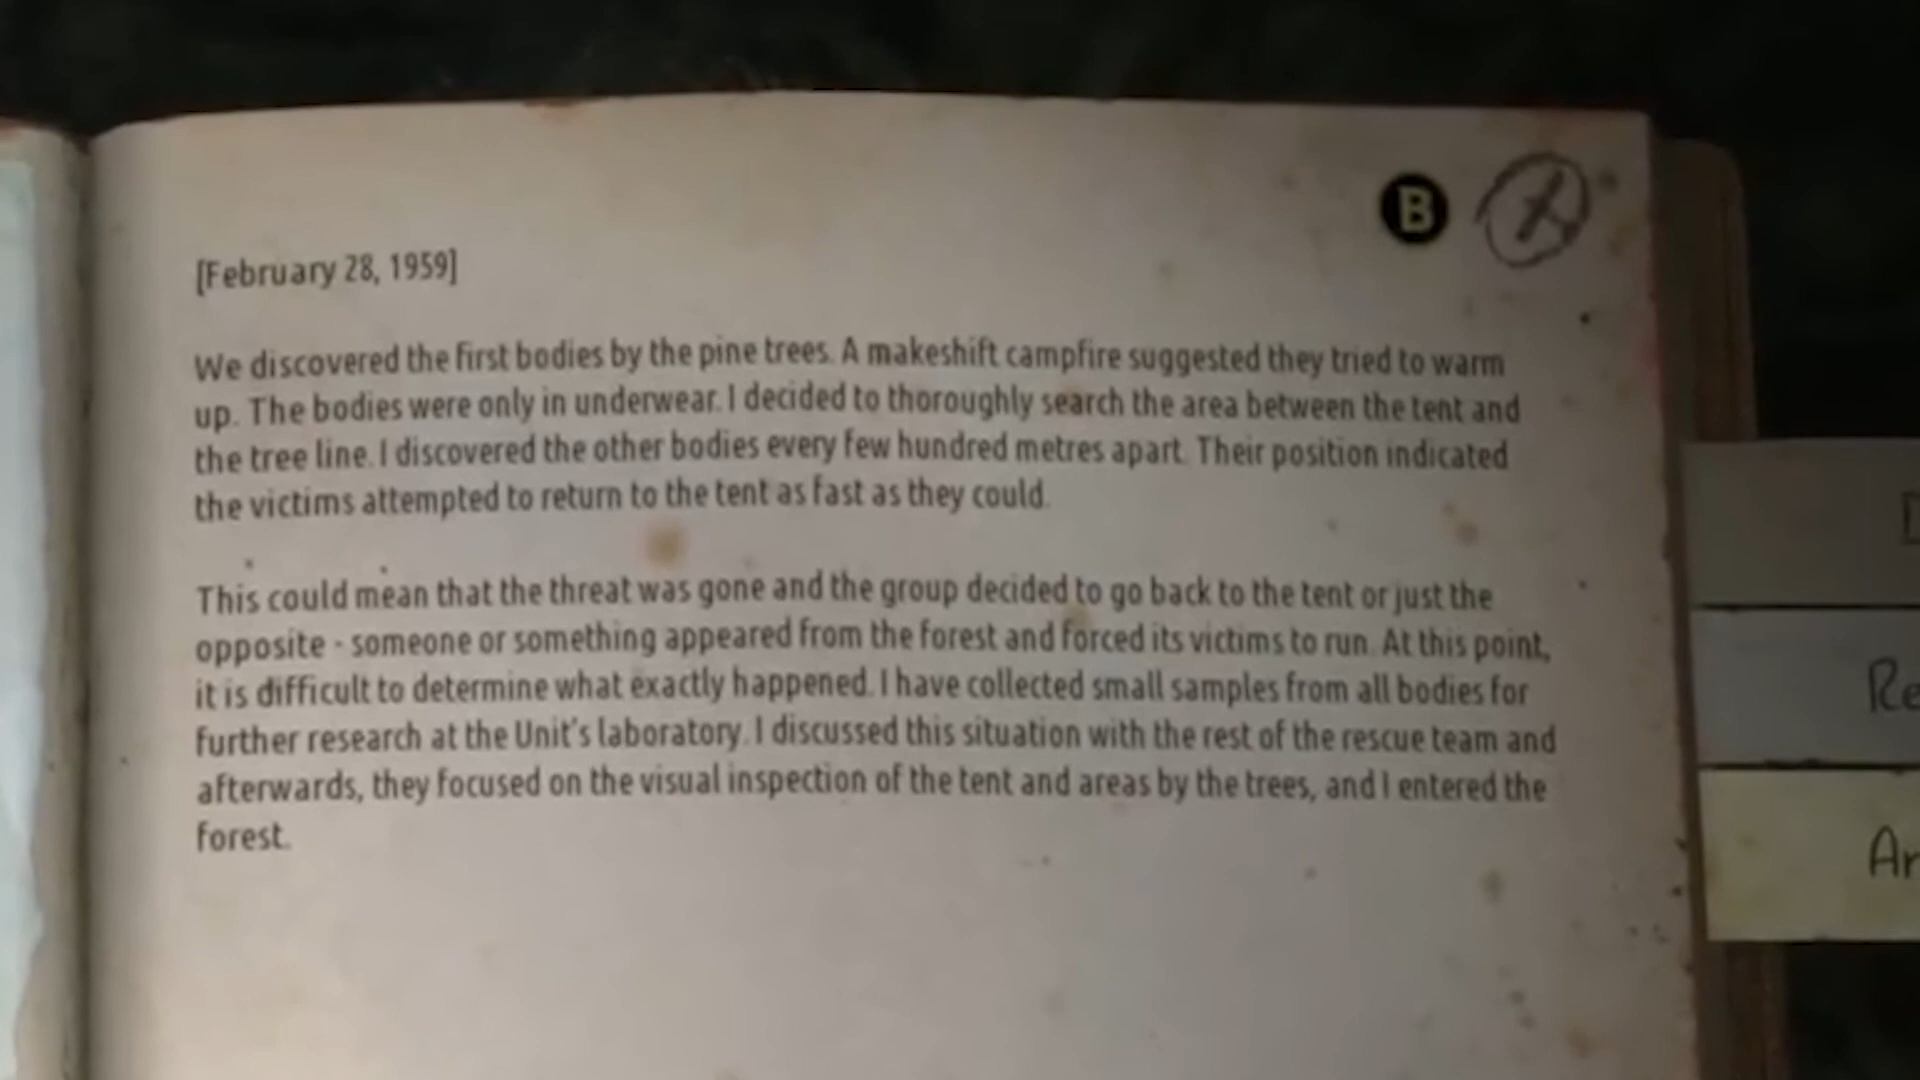 B
[February 28, 1959]
We discovered the first bodies by the pine trees. A makeshift campfire suggested they tried to warm
up. The bodies were only in underwear. I decided to thoroughly search the area between the tent and
the tree line. I discovered the other bodies every few hundred metres apart. Their position indicated
the victims attempted to return to the tent as fast as they could.
This could mean that the threat was gone and the group decided to go back to the tent or just the
opposite - someone or something appeared from the forest and forced its victims to run. At this point,
it is difficult to determine what exactly happened. I have collected small samples from all bodies for
further research at the Unit's laboratory. I discussed this situation with the rest of the rescue team and
afterwards, they focused on the visual inspection of the tent and areas by the trees, and I entered the
forest.
Re
Ar